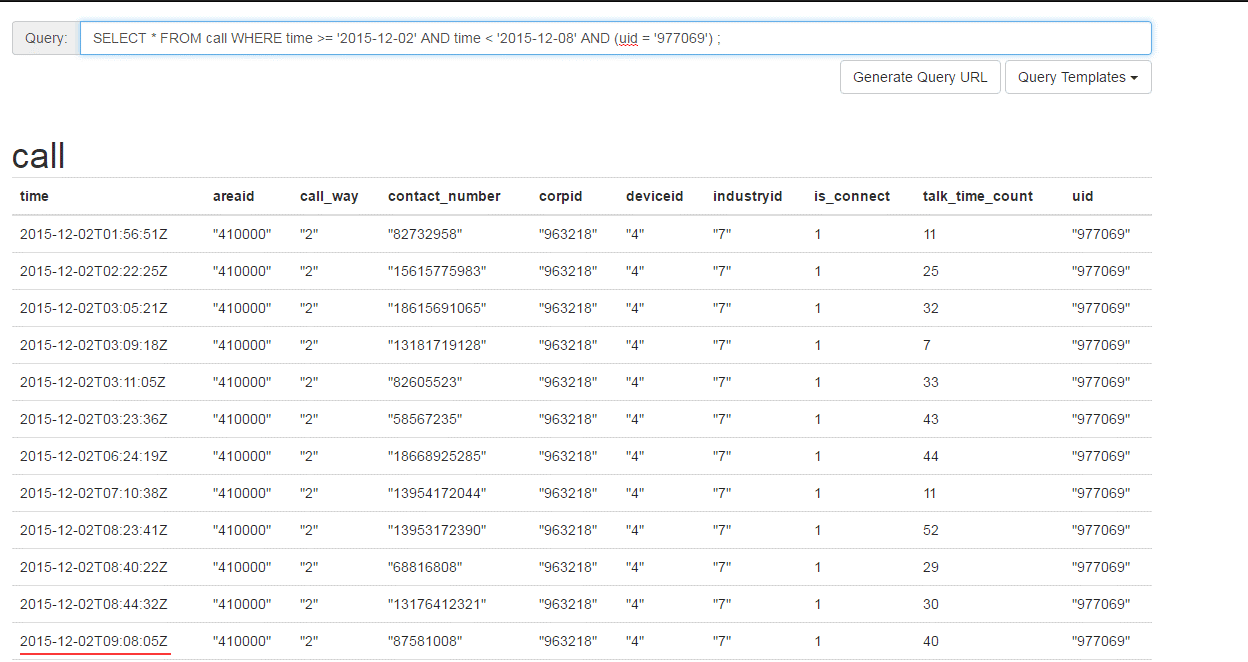 Query: SELECT * FROM call WHERE time >= '2015-12-02' AND time < '2015-12-08' AND (uid = '977069') ;
Generate Query URL Query Templates
call
time areaid call_way contact_number corpid deviceid industryid is_connect talk_time_count uid
2015-12-02T01:56:51Z "410000" "2" "82732958" "963218" "4" "7" 1 11 "977069"
2015-12-02T02:22:25Z "410000" "2" "15615775983" "963218" "4" "7" 1 25 "977069"
2015-12-02T03:05:21Z "410000" "2" "18615691065" "963218" "4" "7" 1 32 "977069"
2015-12-02T03:09:18Z "410000" "2" "13181719128" "963218" "4" "7" 1 7 "977069"
2015-12-02T03:11:05Z "410000" "2" "82605523" "963218" "4" "7" 1 33 "977069"
2015-12-02T03:23:36Z "410000" "2" "58567235" "963218" "4" "7" 1 43 "977069"
2015-12-02T06:24:19Z "410000" "2" "18668925285" "963218" "4" "7" 1 44 "977069"
2015-12-02T07:10:38Z "410000" "2" "13954172044" "963218" "4" "7" 1 11 "977069"
2015-12-02T08:23:41Z "410000" "2" "13953172390" "963218" "4" "7" 1 52 "977069"
2015-12-02T08:40:22Z "410000" "2" "68816808" "963218" "4" "7" 1 29 "977069"
2015-12-02T08:44:32Z "410000" "2" "13176412321" "963218" "4" "7" 1 30 "977069"
2015-12-02T09:08:05Z "410000" "2" "87581008" "963218" "4" "7" 1 40 "977069"